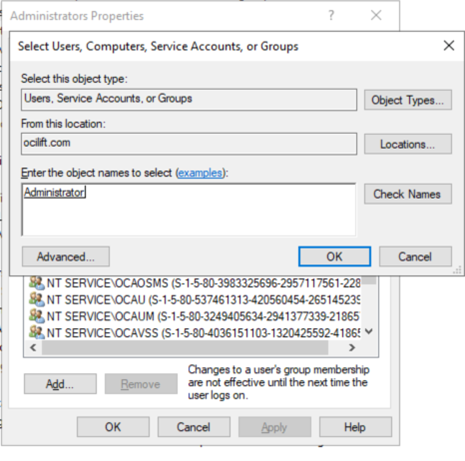 Administrators Properties
Select Users, Computers, Service Accounts, or Groups
Select this object type:
Users, Service Accounts, or Groups
Object Types...
From this location:
ocilift.com
Locations...
Enter the object names to select (examples):
Administrator
Check Names
Advanced...
OK
Cancel
NT SERVICE\OCAOSMS (S-1-5-80-3983325696-2957117561-228
NT SERVICE\OCAU (S-1-5-80-537461313-420560454-265145239
NT SERVICE\OCAUM (S-1-5-80-3249405634-2941377339-21865
NT SERVICE\OCAVSS (S-1-5-80-4036151103-1320425592-41865
Add...
Remove
Changes to a user's group membership
are not effective until the next time the
user logs on.
OK
Cancel
Apply
Help